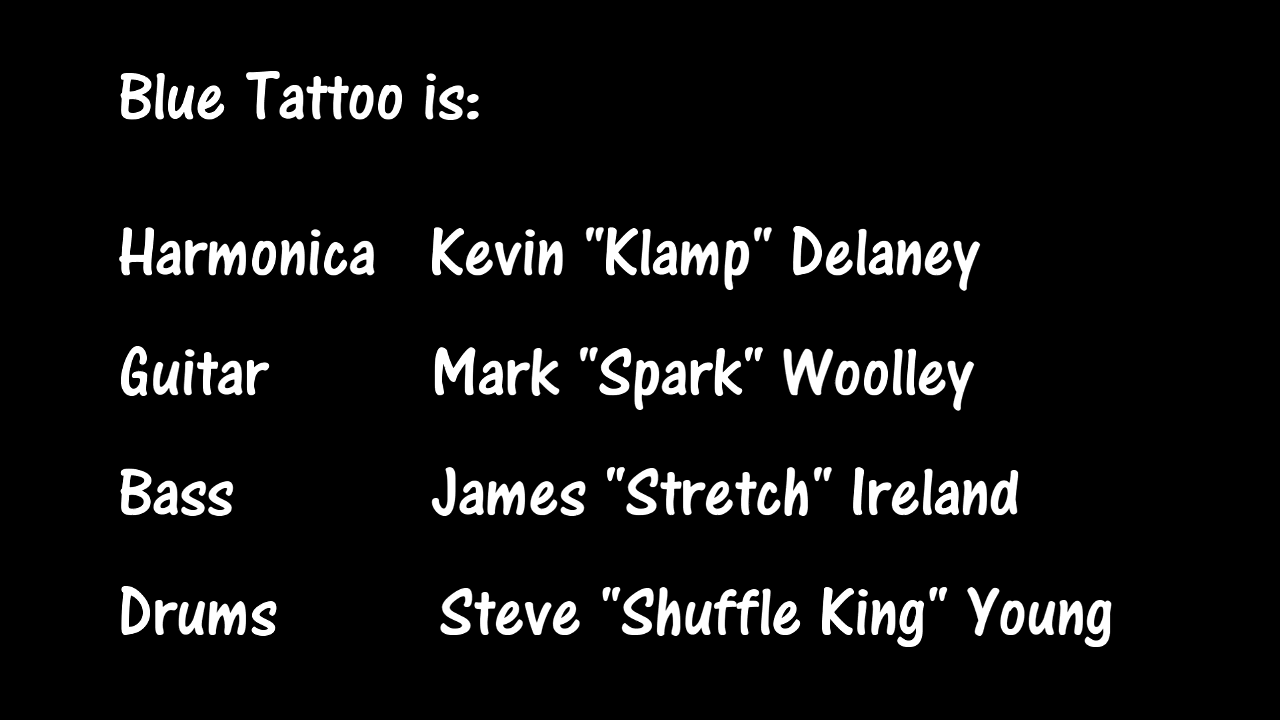 Blue Tattoo is:
Harmonica Kevin "Klamp" Delaney
Guitar Mark "Spark" Woolley
Bass James "Stretch" Ireland
Drums Steve "Shuffle King" Young